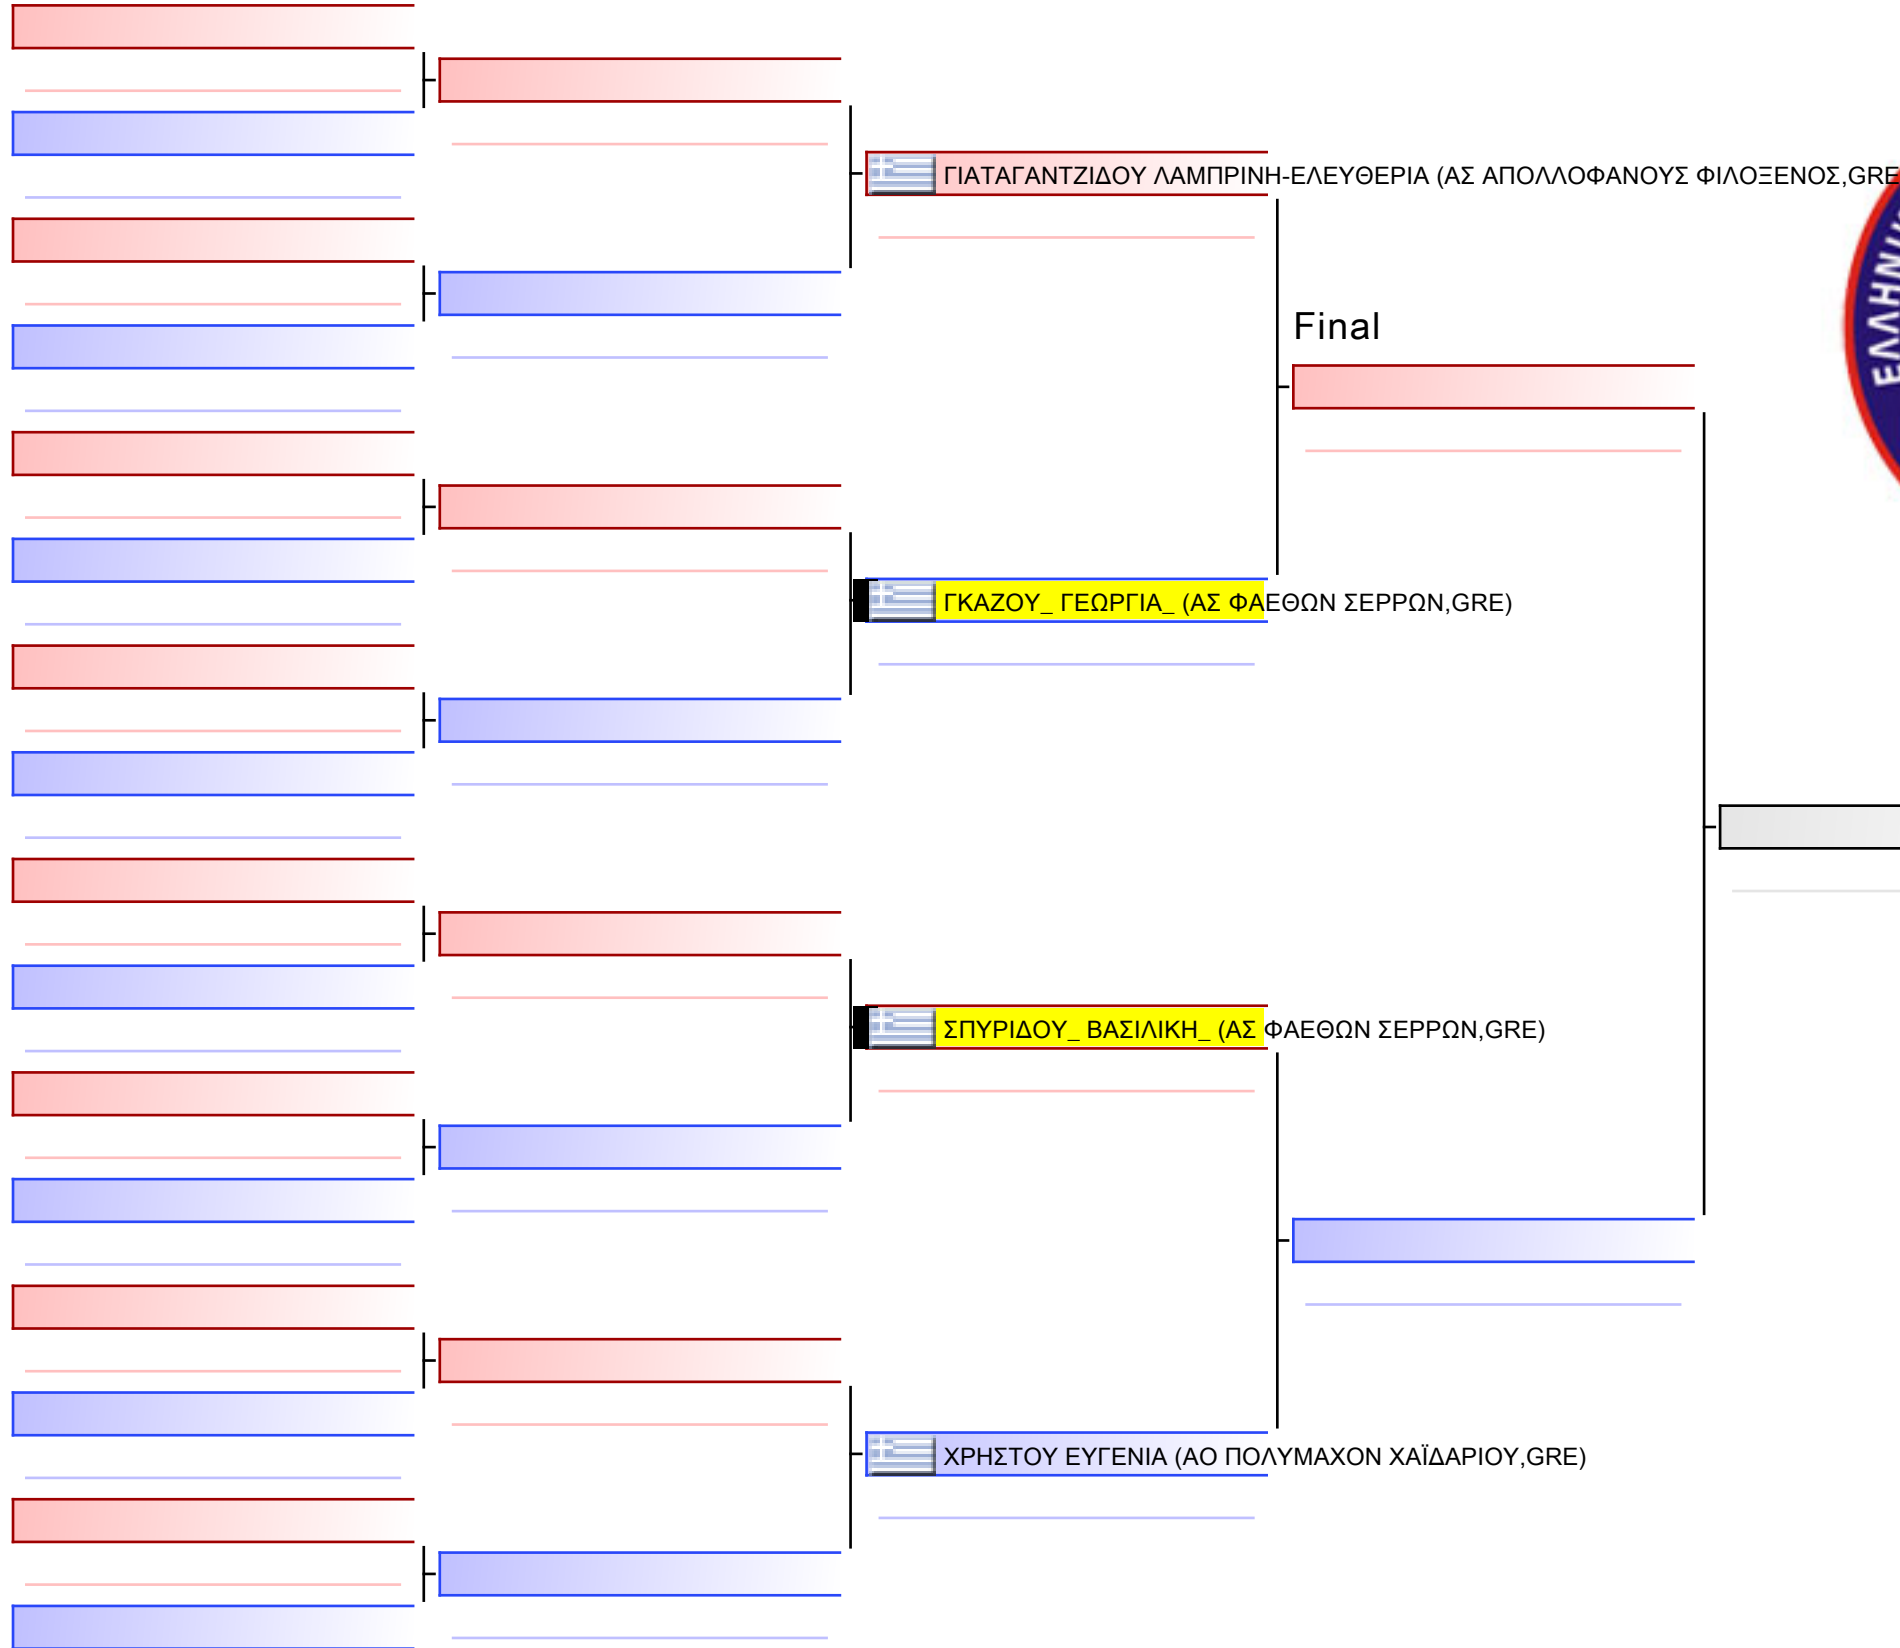 ΓΙΑΤΑΓΑΝΤΖΙΔΟΥ ΛΑΜΠΡΙΝΗ-ΕΛΕΥΘΕΡΙΑ (ΑΣ ΑΠΟΛΛΟΦΑΝΟΥΣ ΦΙΛΟΞΕΝΟΣ,GRE
Final
ΓΚΑΖΟΥ_ ΓΕΩΡΓΙΑ_ (ΑΣ ΦΑΕΘΩΝ ΣΕΡΡΩΝ,GRE)
ΣΠΥΡΙΔΟΥ_ ΒΑΣΙΛΙΚΗ_ (ΑΣ ΦΑΕΘΩΝ ΣΕΡΡΩΝ,GRE)
ΧΡΗΣΤΟΥ ΕΥΓΕΝΙΑ (ΑΟ ΠΟΛΥΜΑΧΟΝ ΧΑΪΔΑΡΙΟΥ,GRE)